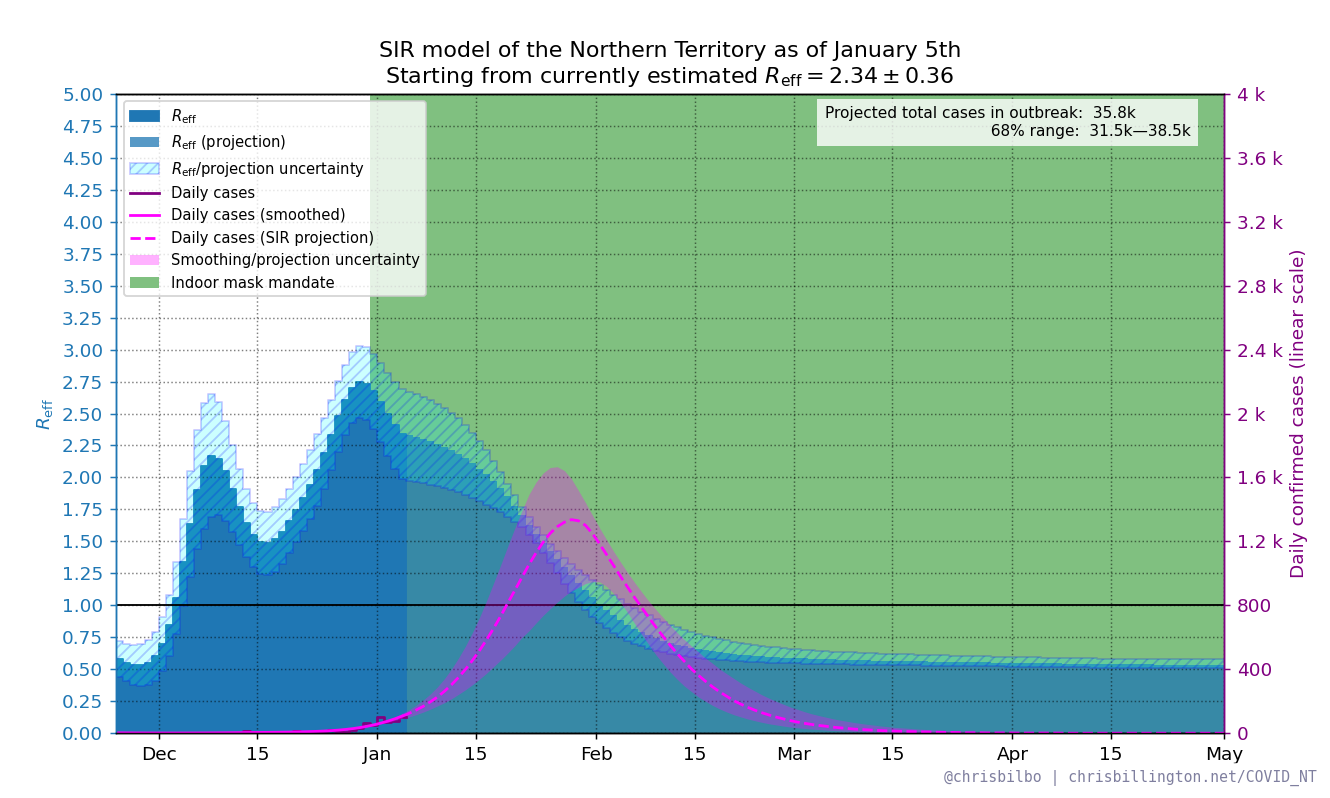 SIR model of the Northern Territory as of January 5th
Starting from currently estimated R_eff = 2.34 ± 0.36
R_eff
R_eff (projection)
R_eff/projection uncertainty
Daily cases
Daily cases (smoothed)
Daily cases (SIR projection)
Smoothing/projection uncertainty
Indoor mask mandate
Projected total cases in outbreak: 35.8k
68% range: 31.5k—38.5k
5.00
4.75
4.50
4.25
4.00
3.75
3.50
3.25
3.00
2.75
2.50
2.25
2.00
1.75
1.50
1.25
1.00
0.75
0.50
0.25
0.00
R_eff
4 k
3.6 k
3.2 k
2.8 k
2.4 k
2 k
1.6 k
1.2 k
800
400
0
Daily confirmed cases (linear scale)
Dec 15 Jan 15 Feb 15 Mar 15 Apr 15 May
@chrisbilbo | chrisbillington.net/COVID_NT